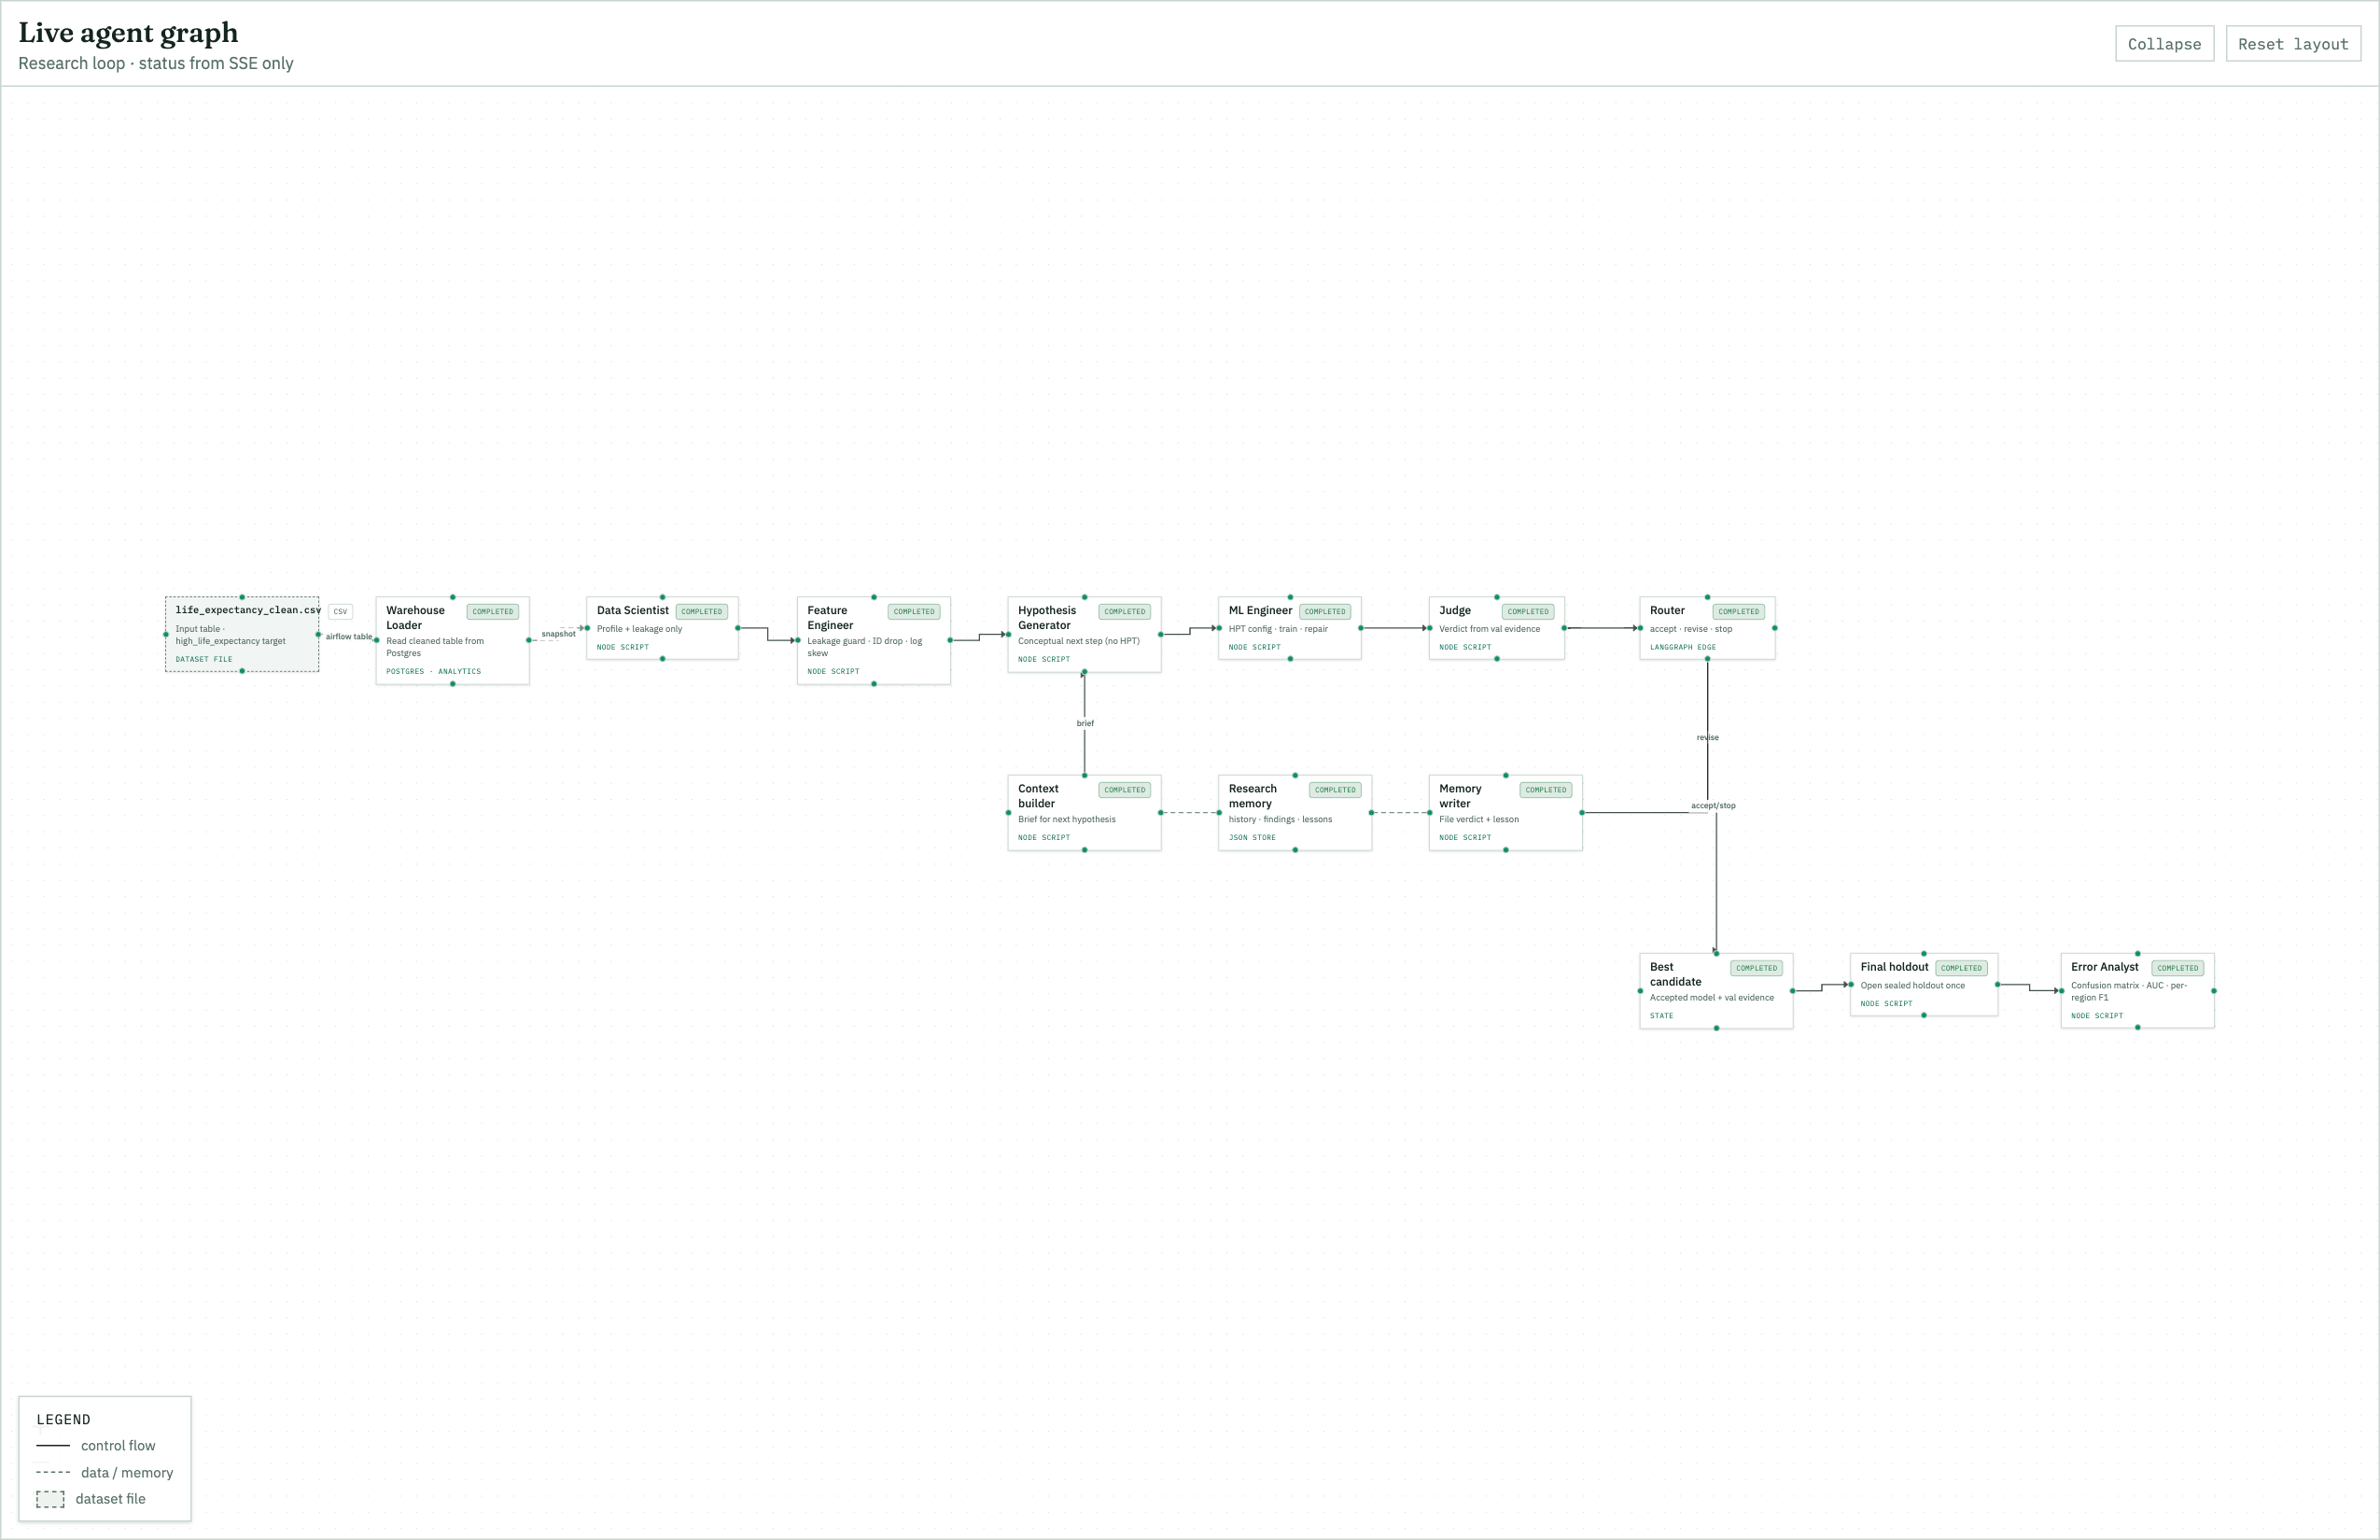 Live agent graph
Research loop · status from SSE only
Collapse
Reset layout
life_expectancy_clean.csv
CSV
Input table ·
high_life_expectancy target
DATASET FILE
airflow table
Warehouse
Loader
COMPLETED
Read cleaned table from
Postgres
POSTGRES · ANALYTICS
snapshot
Data Scientist
COMPLETED
Profile + leakage only
NODE SCRIPT
Feature
Engineer
COMPLETED
Leakage guard · ID drop · log
skew
NODE SCRIPT
Hypothesis
Generator
COMPLETED
Conceptual next step (no HPT)
NODE SCRIPT
ML Engineer
COMPLETED
HPT config · train · repair
NODE SCRIPT
Judge
COMPLETED
Verdict from val evidence
NODE SCRIPT
Router
COMPLETED
accept · revise · stop
LANGGRAPH EDGE
brief
revise
Context
builder
COMPLETED
Brief for next hypothesis
NODE SCRIPT
Research
memory
COMPLETED
history · findings · lessons
JSON STORE
Memory
writer
COMPLETED
File verdict + lesson
NODE SCRIPT
accept/stop
Best
candidate
COMPLETED
Accepted model + val evidence
STATE
Final holdout
COMPLETED
Open sealed holdout once
NODE SCRIPT
Error Analyst
COMPLETED
Confusion matrix · AUC · per-
region F1
NODE SCRIPT
LEGEND
control flow
data / memory
dataset file